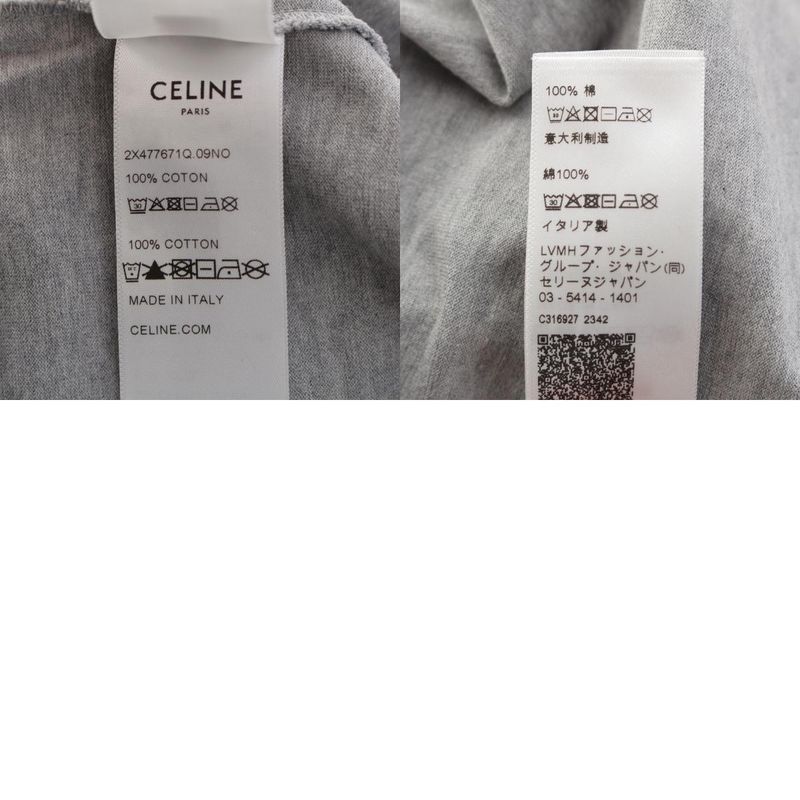 CELINE
PARIS
2X477671Q.09NO
100% COTON
100% COTTON
MADE IN ITALY
CELINE.COM
100% 棉
意大利制造
綿100%
イタリア製
LVMHファッション・
グループ・ジャパン(同)
セリーヌジャパン
03 - 5414 - 1401
C316927 2342